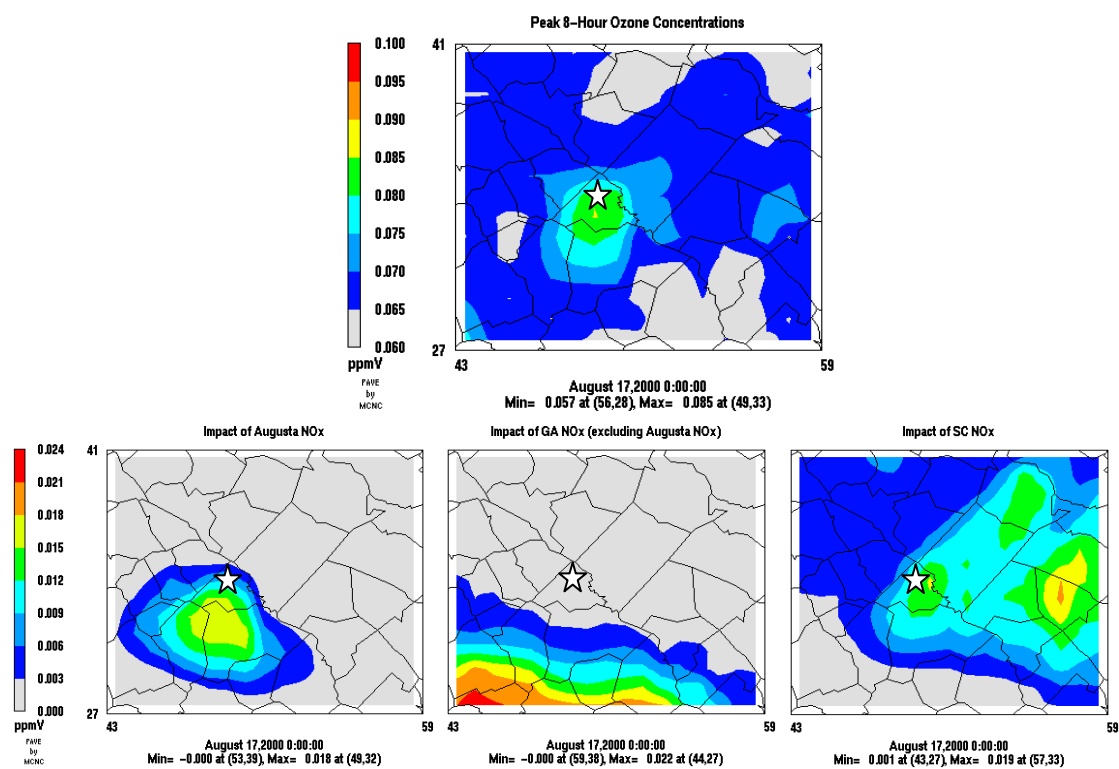 Peak 8-Hour Ozone Concentrations
0.100
0.095
0.090
0.085
0.080
0.075
0.070
0.065
0.060
ppmV
PAVE
by
MCNC
41
27
43
59
August 17,2000 0:00:00
Min= 0.057 at (56,28), Max= 0.085 at (49,33)
Impact of Augusta NOx
0.024
0.021
0.018
0.015
0.012
0.009
0.006
0.003
0.000
ppmV
PAVE
by
MCNC
41
27
43
59
August 17,2000 0:00:00
Min= -0.000 at (53,39), Max= 0.018 at (49,32)
Impact of GA NOx (excluding Augusta NOx)
43
59
August 17,2000 0:00:00
Min= -0.000 at (59,38), Max= 0.022 at (44,27)
Impact of SC NOx
43
59
August 17,2000 0:00:00
Min= 0.001 at (43,27), Max= 0.019 at (57,33)